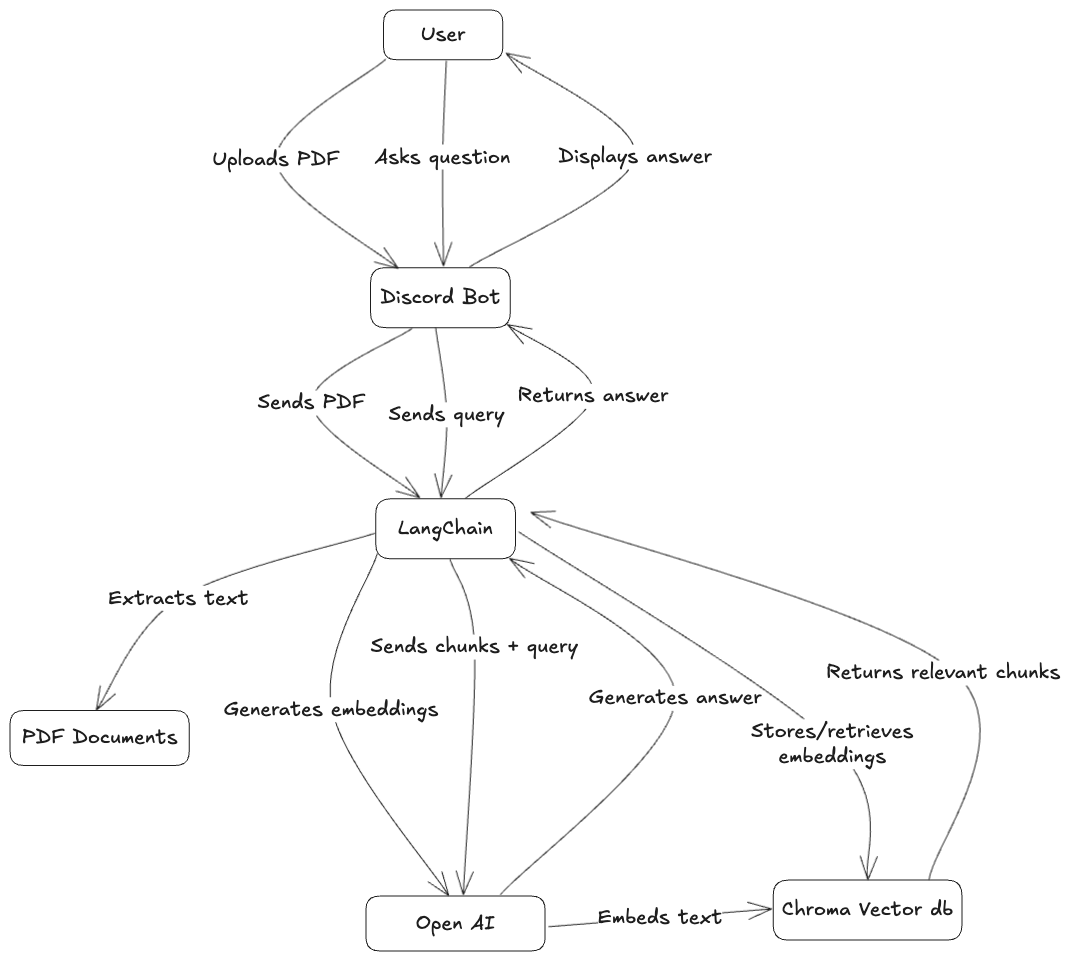 User
Uploads PDF
Asks question
Displays answer
Discord Bot
Sends PDF
Sends query
Returns answer
LangChain
Extracts text
Sends chunks + query
Returns relevant chunks
Generates embeddings
Generates answer
Stores/retrieves
embeddings
PDF Documents
Open AI
Embeds text
Chroma Vector db